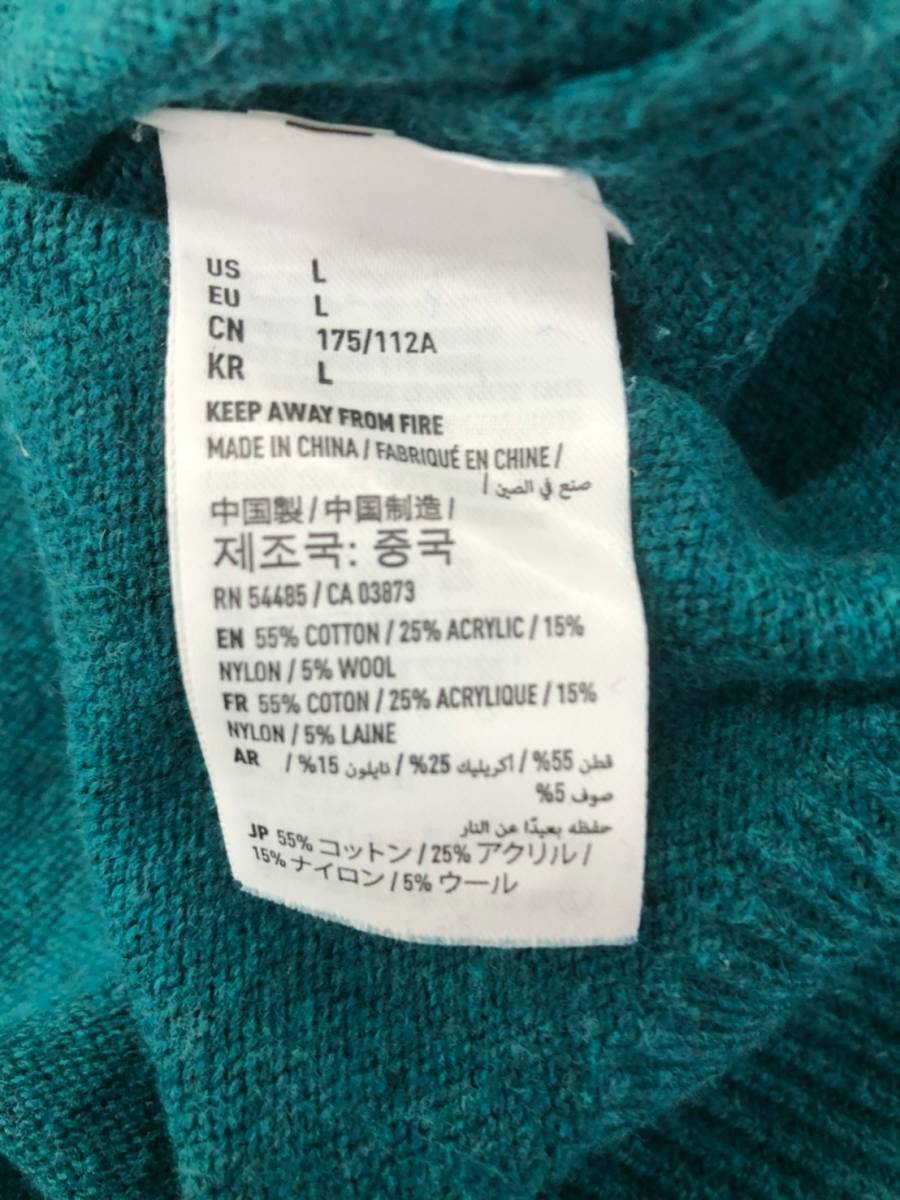 US L
EU L
CN 175/112A
KR L
KEEP AWAY FROM FIRE
MADE IN CHINA / FABRIQUÉ EN CHINE /
صنع في الصين /
中国製 / 中国制造 /
제조국: 중국
RN 54485 / CA 03873
EN 55% COTTON / 25% ACRYLIC / 15%
NYLON / 5% WOOL
FR 55% COTON / 25% ACRYLIQUE / 15%
NYLON / 5% LAINE
AR قطن 55% / أكريليك 25% / نايلون 15% /
صوف 5%
حفظه بعيدًا عن النار
JP 55% コットン / 25% アクリル /
15% ナイロン / 5% ウール